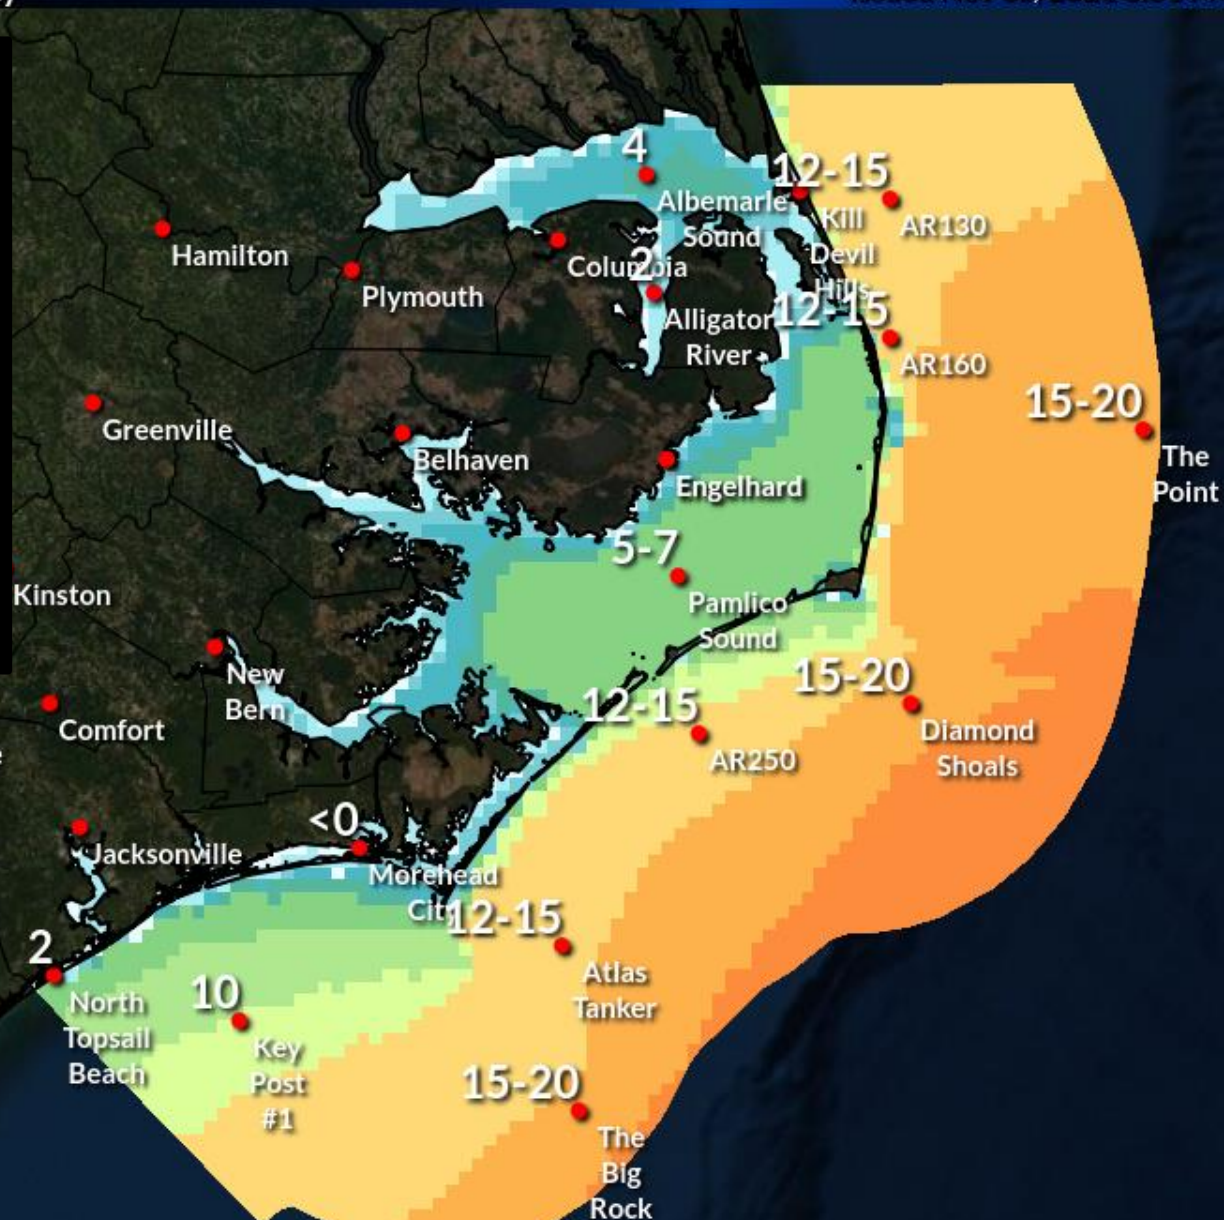 4
12-15
Albemarle
Sound
Kill
Devil
Hills
AR130
Hamilton
Columbia
2
Plymouth
Alligator
River
12-15
AR160
15-20
The
Point
Greenville
Belhaven
Engelhard
5-7
Pamlico
Sound
Kinston
New
Bern
Comfort
12-15
AR250
15-20
Diamond
Shoals
<0
Jacksonville
Morehead
City
12-15
Atlas
Tanker
2
North
Topsail
Beach
10
Key
Post
#1
15-20
The
Big
Rock